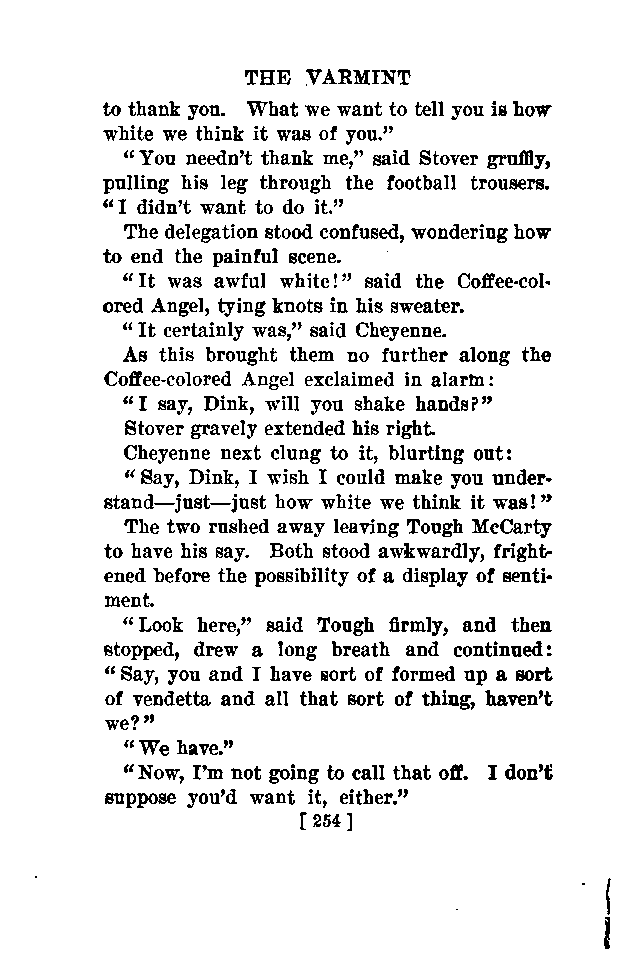 THE VARMINT
to thank you. What we want to tell you is how
white we think it was of you."
"You needn't thank me," said Stover gruffly,
pulling his leg through the football trousers.
"I didn't want to do it."
The delegation stood confused, wondering how
to end the painful scene.
"It was awful white!" said the Coffee-col-
ored Angel, tying knots in his sweater.
"It certainly was," said Cheyenne.
As this brought them no further along the
Coffee-colored Angel exclaimed in alarm:
"I say, Dink, will you shake hands?"
Stover gravely extended his right.
Cheyenne next clung to it, blurting out:
"Say, Dink, I wish I could make you under-
stand—just—just how white we think it was!"
The two rushed away leaving Tough McCarty
to have his say. Both stood awkwardly, fright-
ened before the possibility of a display of senti-
ment.
"Look here," said Tough firmly, and then
stopped, drew a long breath and continued:
"Say, you and I have sort of formed up a sort
of vendetta and all that sort of thing, haven't
we?"
"We have."
"Now, I'm not going to call that off. I don't
suppose you'd want it, either."
[ 254 ]